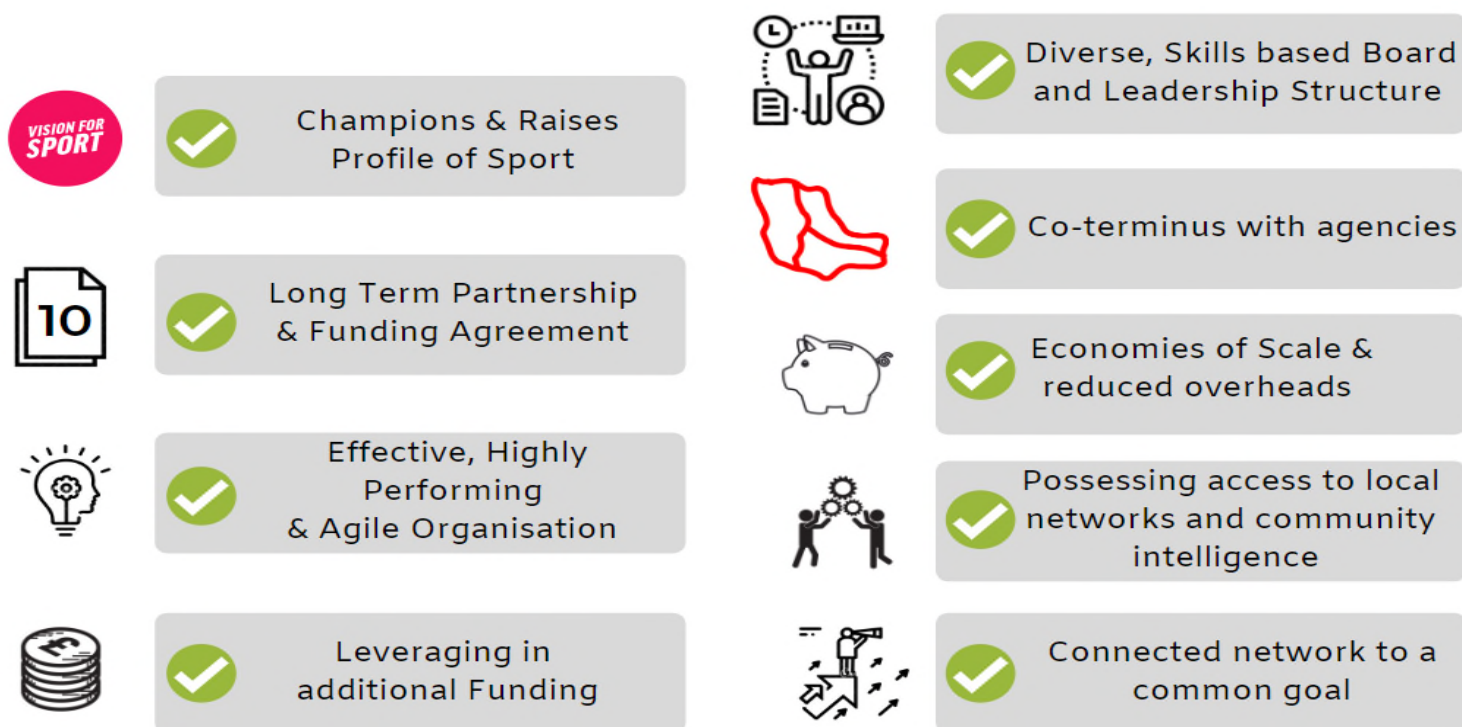 VISION FOR
SPORT
Champions & Raises
Profile of Sport
10
Long Term Partnership
& Funding Agreement
Effective, Highly
Performing
& Agile Organisation
£
Leveraging in
additional Funding
Diverse, Skills based Board
and Leadership Structure
Co-terminus with agencies
Economies of Scale &
reduced overheads
Possessing access to local
networks and community
intelligence
Connected network to a
common goal